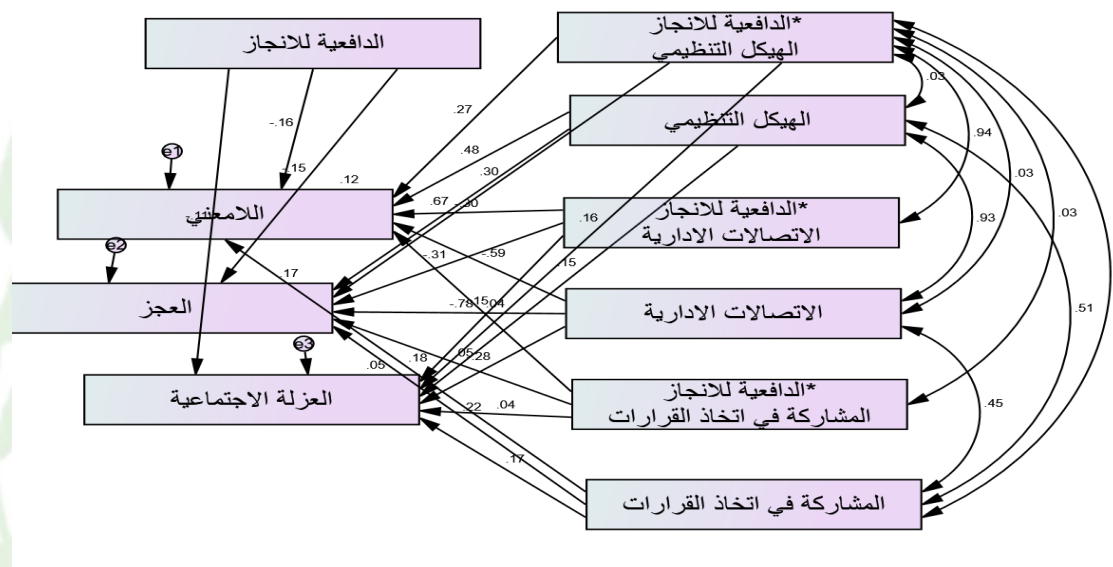 الدافعية للانجاز
*الدافعية للانجاز
الهيكل التنظيمي
.03
الهيكل التنظيمي
.27
-.16
.94
e1
.48
-.15
.30
.12
.03
اللامعني
-.11
.67
-.30
*الدافعية للانجاز
الاتصالات الادارية
.16
.93
.03
e2
-.31
-.59
.15
.17
العجز
-.78
.15
.04
الاتصالات الادارية
.51
e3
.05
.18
.05
.28
العزلة الاجتماعية
*الدافعية للانجاز
المشاركة في اتخاذ القرارات
.22
.04
.45
.17
المشاركة في اتخاذ القرارات